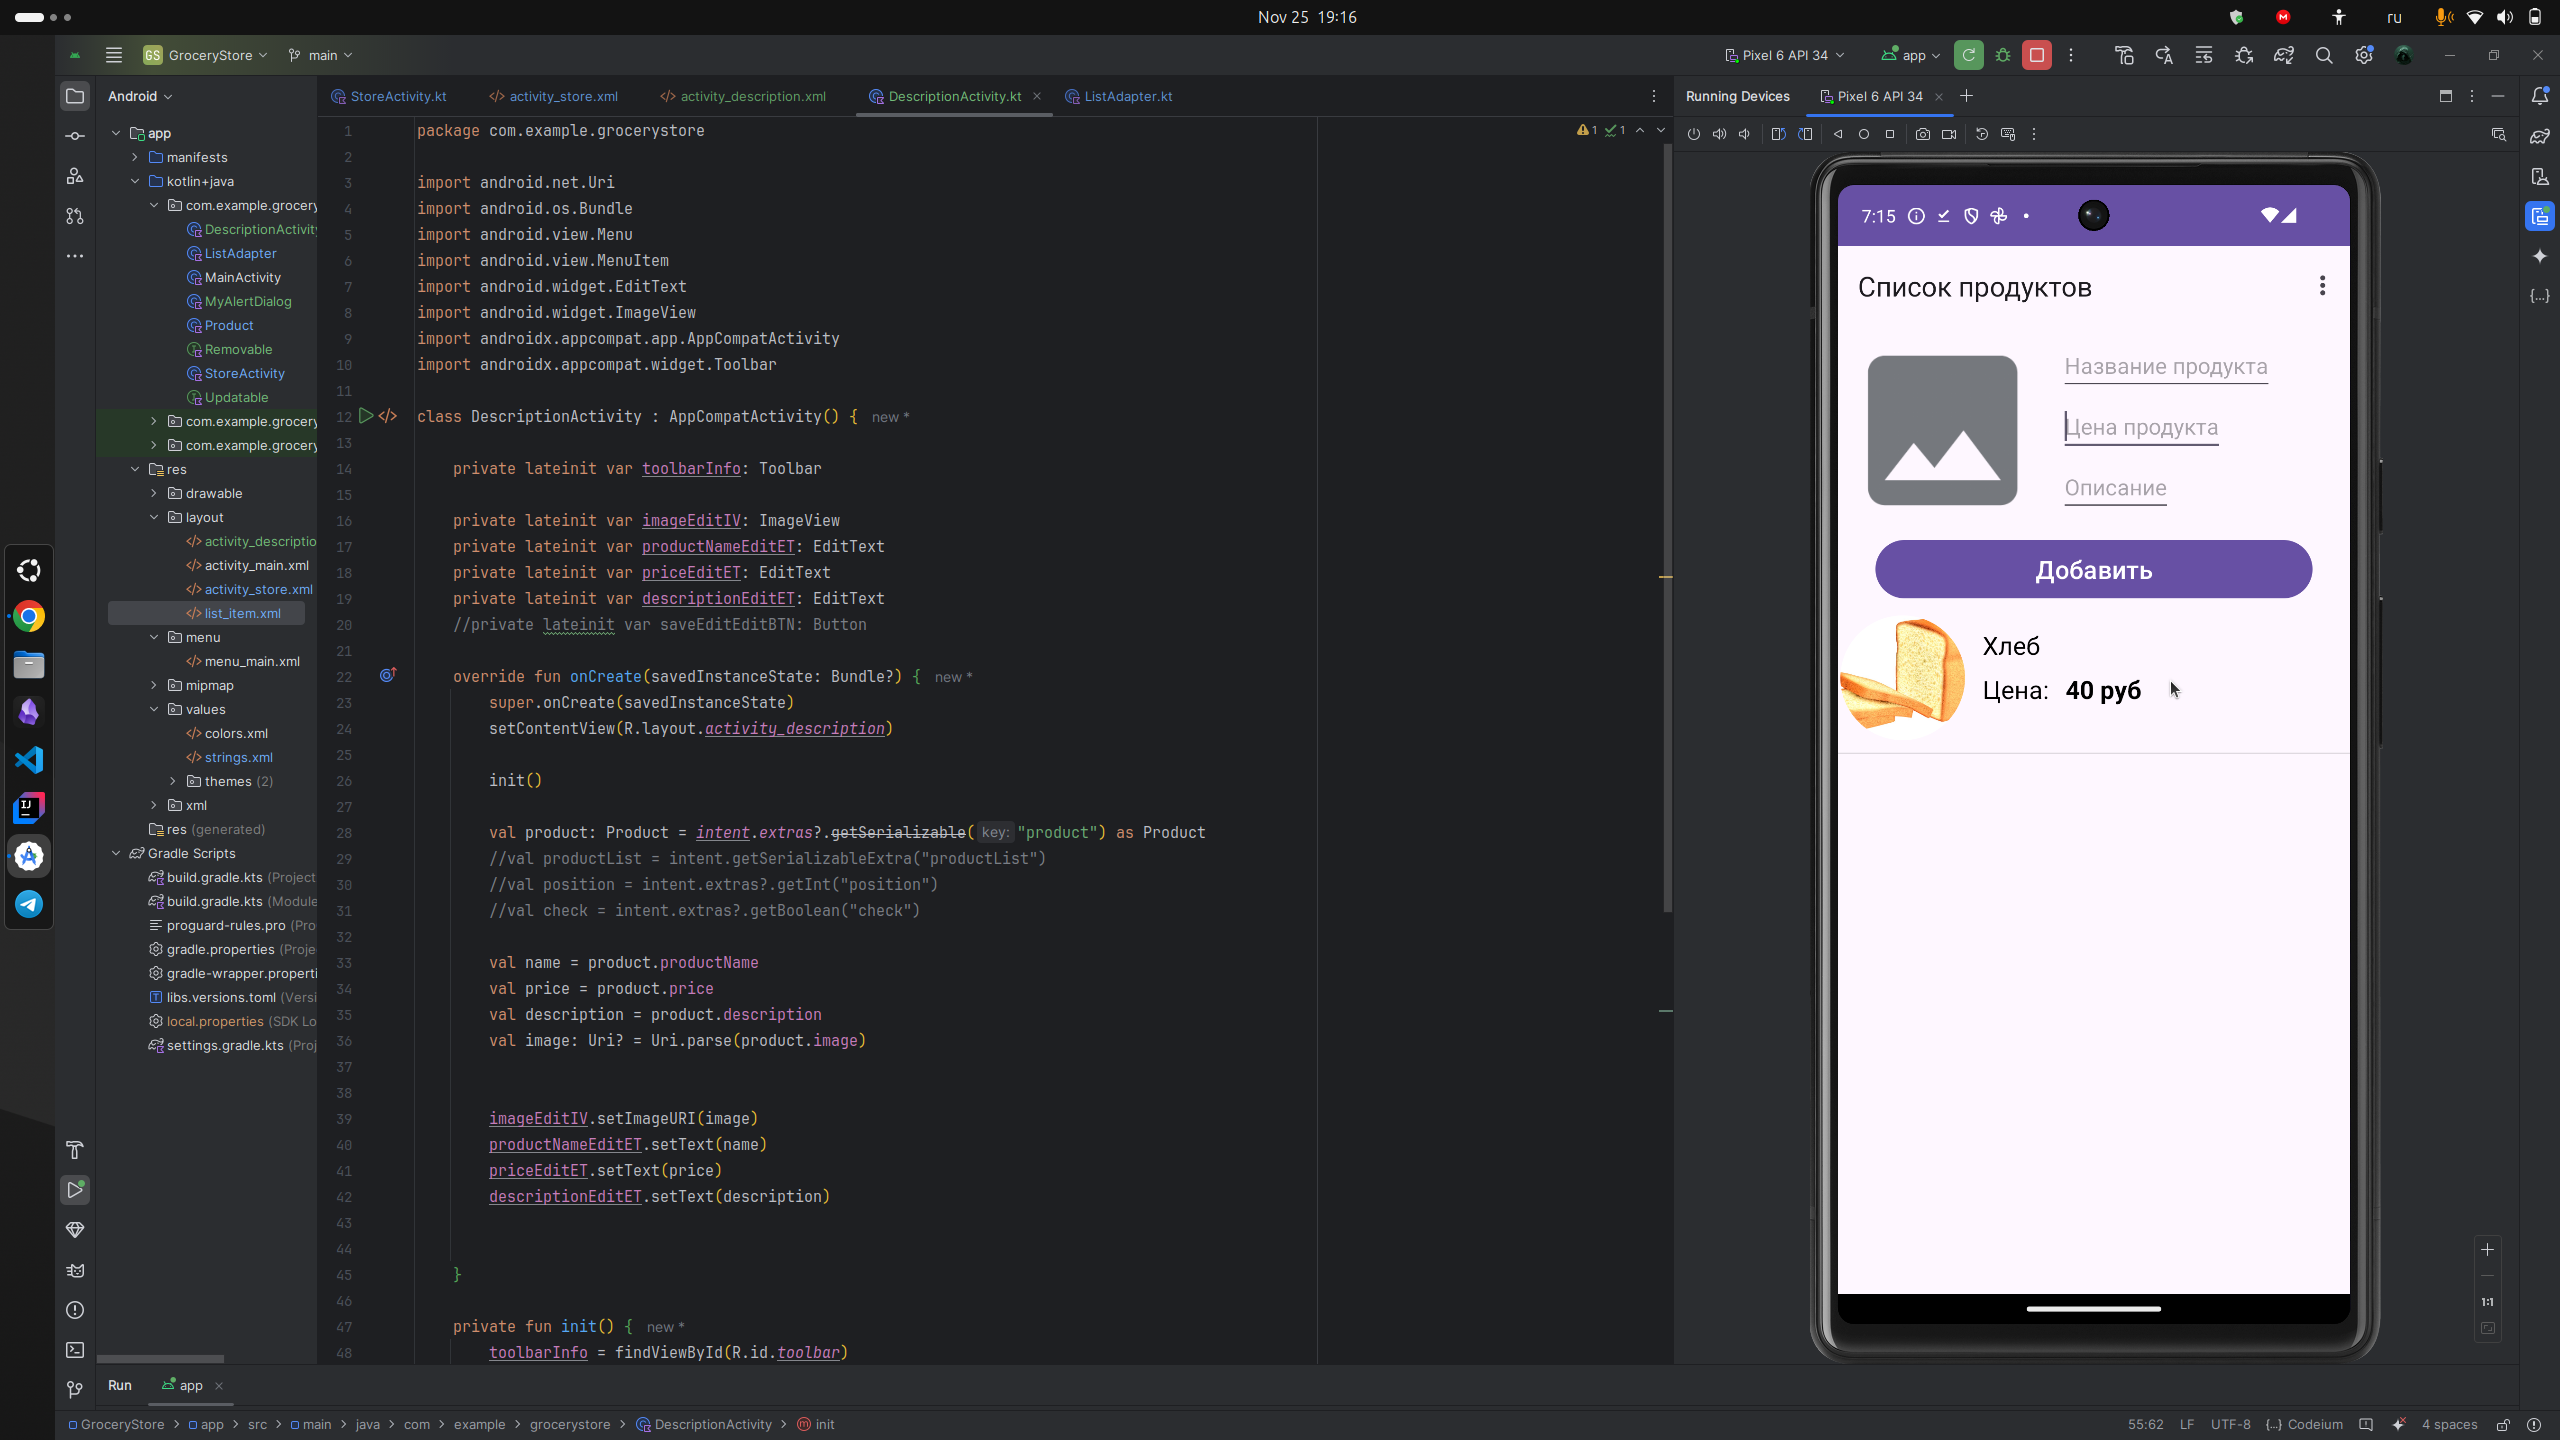 Nov 25 19:16
ru
GS GroceryStore main
Pixel 6 API 34 app
Android
StoreActivity.kt activity_store.xml activity_description.xml DescriptionActivity.kt ListAdapter.kt
Running Devices Pixel 6 API 34
app
manifests
kotlin+java
com.example.grocery
DescriptionActivit
ListAdapter
MainActivity
MyAlertDialog
Product
Removable
StoreActivity
Updatable
com.example.grocery
com.example.grocery
res
drawable
layout
activity_descriptio
activity_main.xml
activity_store.xml
list_item.xml
menu
menu_main.xml
mipmap
values
colors.xml
strings.xml
themes (2)
xml
res (generated)
Gradle Scripts
build.gradle.kts (Project
build.gradle.kts (Module
proguard-rules.pro (Pro
gradle.properties (Proje
gradle-wrapper.properti
libs.versions.toml (Versi
local.properties (SDK Lo
settings.gradle.kts (Proj
1 package com.example.grocerystore
2
3 import android.net.Uri
4 import android.os.Bundle
5 import android.view.Menu
6 import android.view.MenuItem
7 import android.widget.EditText
8 import android.widget.ImageView
9 import androidx.appcompat.app.AppCompatActivity
10 import androidx.appcompat.widget.Toolbar
11
12 class DescriptionActivity : AppCompatActivity() { new *
13
14 private lateinit var toolbarInfo: Toolbar
15
16 private lateinit var imageEditIV: ImageView
17 private lateinit var productNameEditET: EditText
18 private lateinit var priceEditET: EditText
19 private lateinit var descriptionEditET: EditText
20 //private lateinit var saveEditEditBTN: Button
21
22 override fun onCreate(savedInstanceState: Bundle?) { new *
23 super.onCreate(savedInstanceState)
24 setContentView(R.layout.activity_description)
25
26 init()
27
28 val product: Product = intent.extras?.getSerializable( key: "product") as Product
29 //val productList = intent.getSerializableExtra("productList")
30 //val position = intent.extras?.getInt("position")
31 //val check = intent.extras?.getBoolean("check")
32
33 val name = product.productName
34 val price = product.price
35 val description = product.description
36 val image: Uri? = Uri.parse(product.image)
37
38
39 imageEditIV.setImageURI(image)
40 productNameEditET.setText(name)
41 priceEditET.setText(price)
42 descriptionEditET.setText(description)
43
44
45 }
46
47 private fun init() { new *
48 toolbarInfo = findViewById(R.id.toolbar)
1 1
7:15
Список продуктов
Название продукта
Цена продукта
Описание
Добавить
Хлеб
Цена: 40 руб
1:1
Run app
GroceryStore app src main java com example grocerystore DescriptionActivity init
55:62 LF UTF-8 {...} Codeium 4 spaces